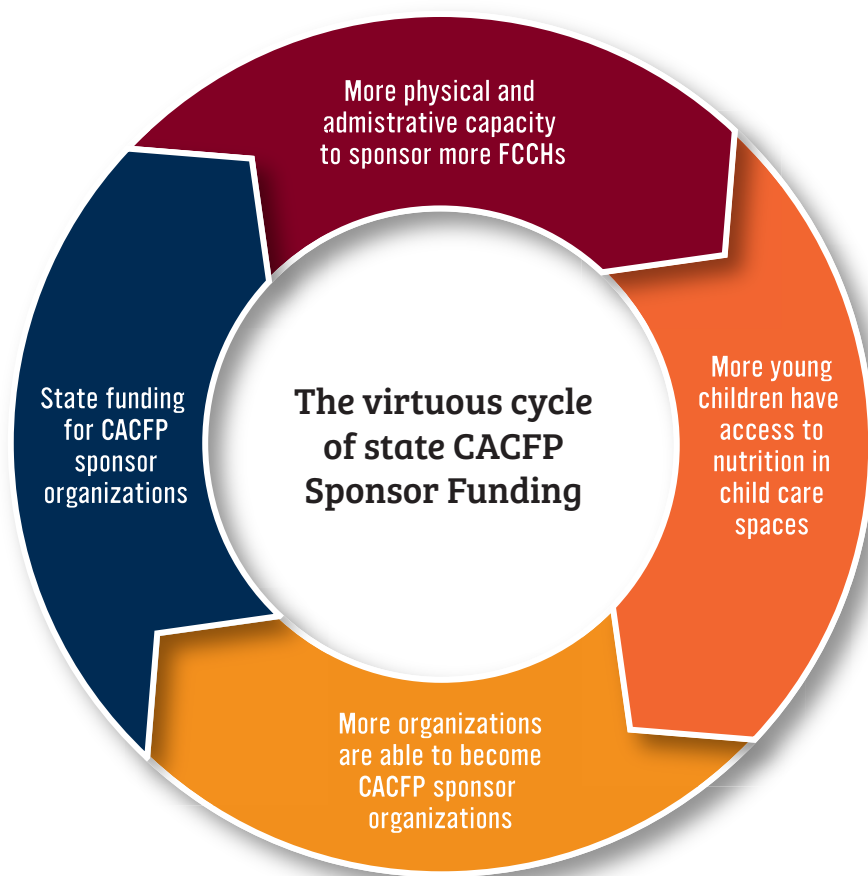 More physical and
admistrative capacity
to sponsor more FCCHs
More young
children have
access to
nutrition in
child care
spaces
More organizations
are able to become
CACFP sponsor
organizations
State funding
for CACFP
sponsor
organizations
The virtuous cycle
of state CACFP
Sponsor Funding